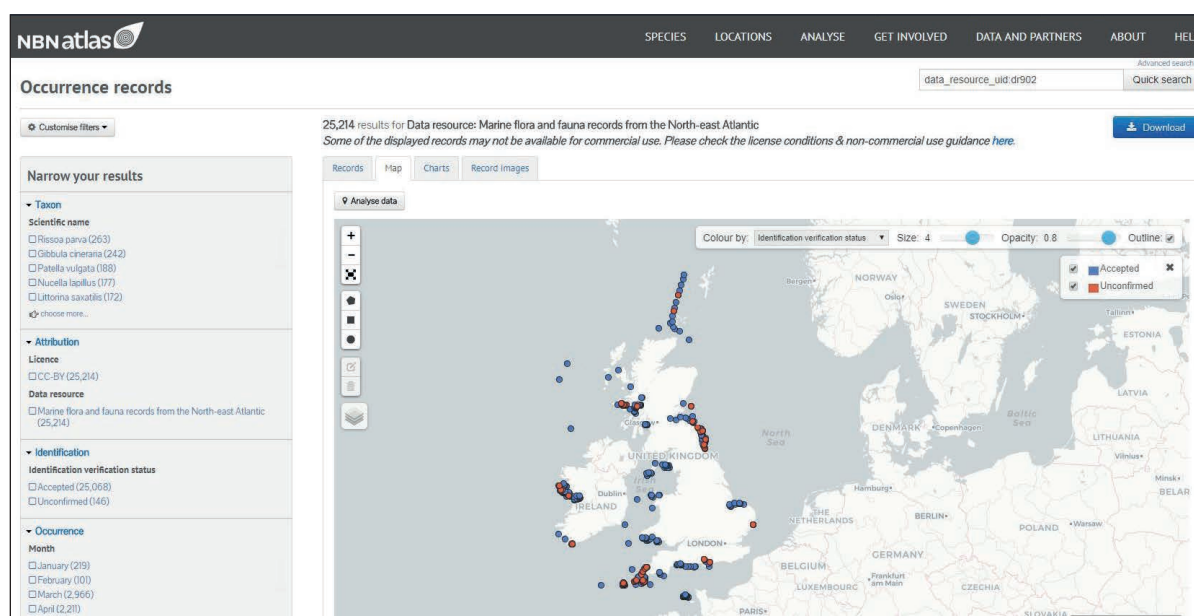 NBNatlas
SPECIES LOCATIONS ANALYSE GET INVOLVED DATA AND PARTNERS ABOUT HEL
Advanced search
Occurrence records
data_resource_uid:dr902 Quick search
Customise filters
25,214 results for Data resource: Marine flora and fauna records from the North-east Atlantic
Some of the displayed records may not be available for commercial use. Please check the license conditions & non-commercial use guidance here.
Download
Narrow your results
Taxon
Scientific name
Rissoa parva (263)
Gibbula cineraria (242)
Patella vulgata (188)
Nucella lapillus (177)
Littorina saxatilis (172)
choose more...
Attribution
Licence
CC-BY (25,214)
Data resource
Marine flora and fauna records from the North-east Atlantic
(25,214)
Identification
Identification verification status
Accepted (25,068)
Unconfirmed (146)
Occurrence
Month
January (219)
February (101)
March (2,966)
April (2,211)
Records Map Charts Record Images
Analyse data
+
-
Colour by: Identification verification status Size: 4 Opacity: 0.8 Outline:
Accepted
Unconfirmed
NORWAY
Bergen
Oslo
SWEDEN
STOCKHOLM
Tallinn
ESTONIA
LATVIA
Baltic
Sea
DENMARK Copenhagen
LITHUANIA
Vilnius
Minsk
BELAR
North
Sea
UNITED KINGDOM
Irish
Sea
Dublin
IRELAND
Hamburg
THE
NETHERLANDS
BERLIN
POLAND Warsaw
LONDON
BELGIUM
GERMANY
Frankfurt
am Main
LUXEMBOURG
CZECHIA
SLOVAKIA
PARIS